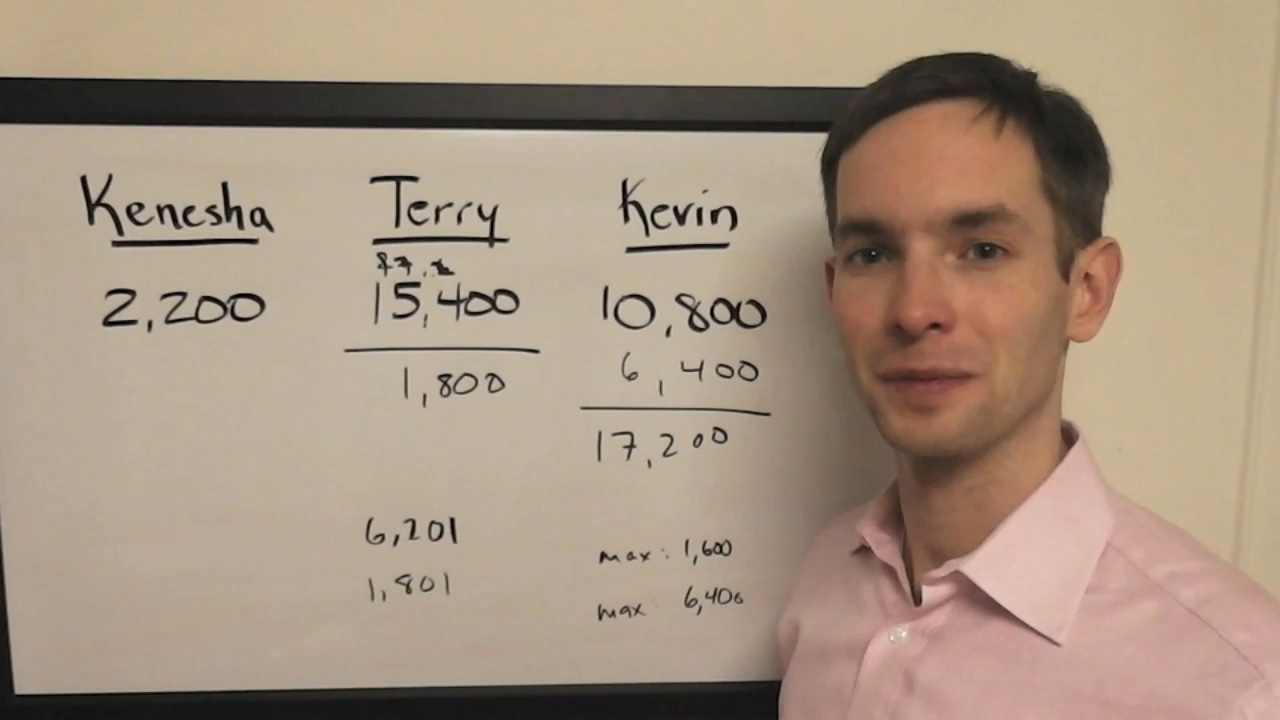 Kenesha Terry Kevin
2,200 15,400 10,800
1,800 6,400
17,200
6,201
1,801
max: 1,600
max 6,400